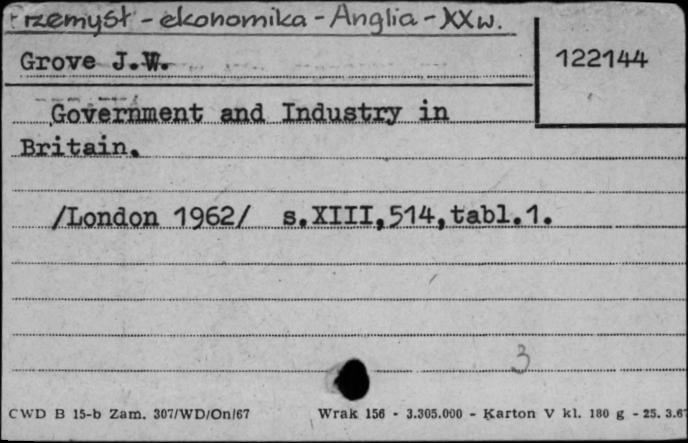 Przemysł - ekonomika - Anglia - XX w.
Grove J.W.
122144
Government and Industry in
Britain.
/London 1962/ s.XIII,514,tabl.1.
3
CWD B 15-b Zam. 307/WD/On/67 Wrak 156 - 3.305.000 - Karton V kl. 180 g - 25. 3.67